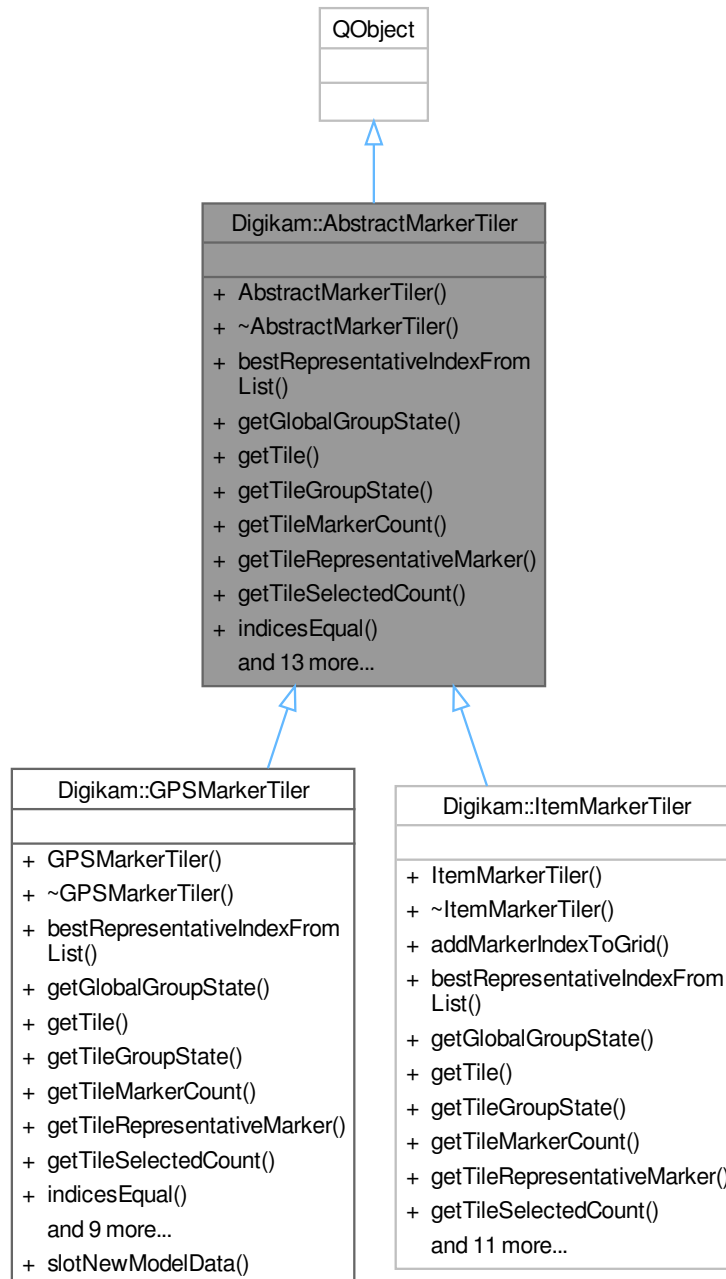 QObject
Digikam::AbstractMarkerTiler
+ AbstractMarkerTiler()
+ ~AbstractMarkerTiler()
+ bestRepresentativeIndexFrom
List()
+ getGlobalGroupState()
+ getTile()
+ getTileGroupState()
+ getTileMarkerCount()
+ getTileRepresentativeMarker()
+ getTileSelectedCount()
+ indicesEqual()
and 13 more...
Digikam::GPSMarkerTiler
+ GPSMarkerTiler()
+ ~GPSMarkerTiler()
+ bestRepresentativeIndexFrom
List()
+ getGlobalGroupState()
+ getTile()
+ getTileGroupState()
+ getTileMarkerCount()
+ getTileRepresentativeMarker()
+ getTileSelectedCount()
+ indicesEqual()
and 9 more...
+ slotNewModelData()
Digikam::ItemMarkerTiler
+ ItemMarkerTiler()
+ ~ItemMarkerTiler()
+ addMarkerIndexToGrid()
+ bestRepresentativeIndexFrom
List()
+ getGlobalGroupState()
+ getTile()
+ getTileGroupState()
+ getTileMarkerCount()
+ getTileRepresentativeMarker()
+ getTileSelectedCount()
and 11 more...